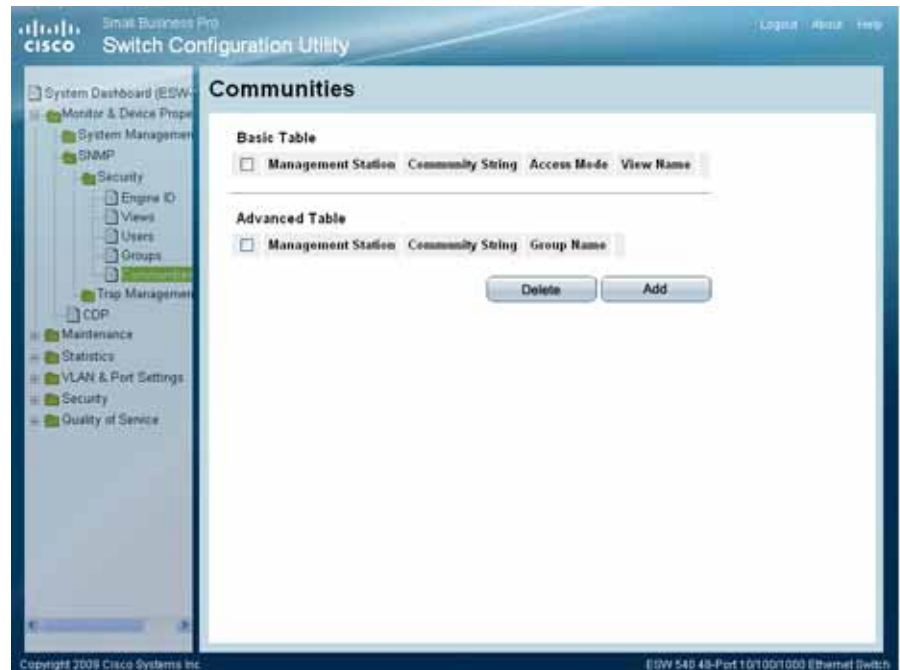 Small Business Pro
cisco Switch Configuration Utility
Logout About Help
System Dashboard (ESW-
Monitor & Device Prope
System Managemen
SNMP
Security
Engine ID
Views
Users
Groups
Communities
Trap Managemen
CDP
Maintenance
Statistics
VLAN & Port Settings
Security
Quality of Service
Communities
Basic Table
Management Station Community String Access Mode View Name
Advanced Table
Management Station Community String Group Name
Delete Add
Copyright 2009 Cisco Systems Inc.
ESW 540 48-Port 10/100/1000 Ethernet Switch